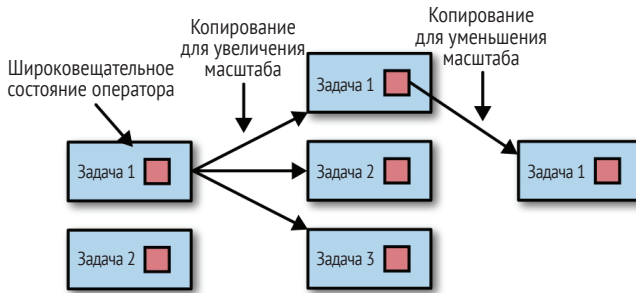 Широковещательное
состояние оператора
Копирование
для увеличения
масштаба
Копирование
для уменьшения
масштаба
Задача 1
Задача 2
Задача 1
Задача 2
Задача 3
Задача 1